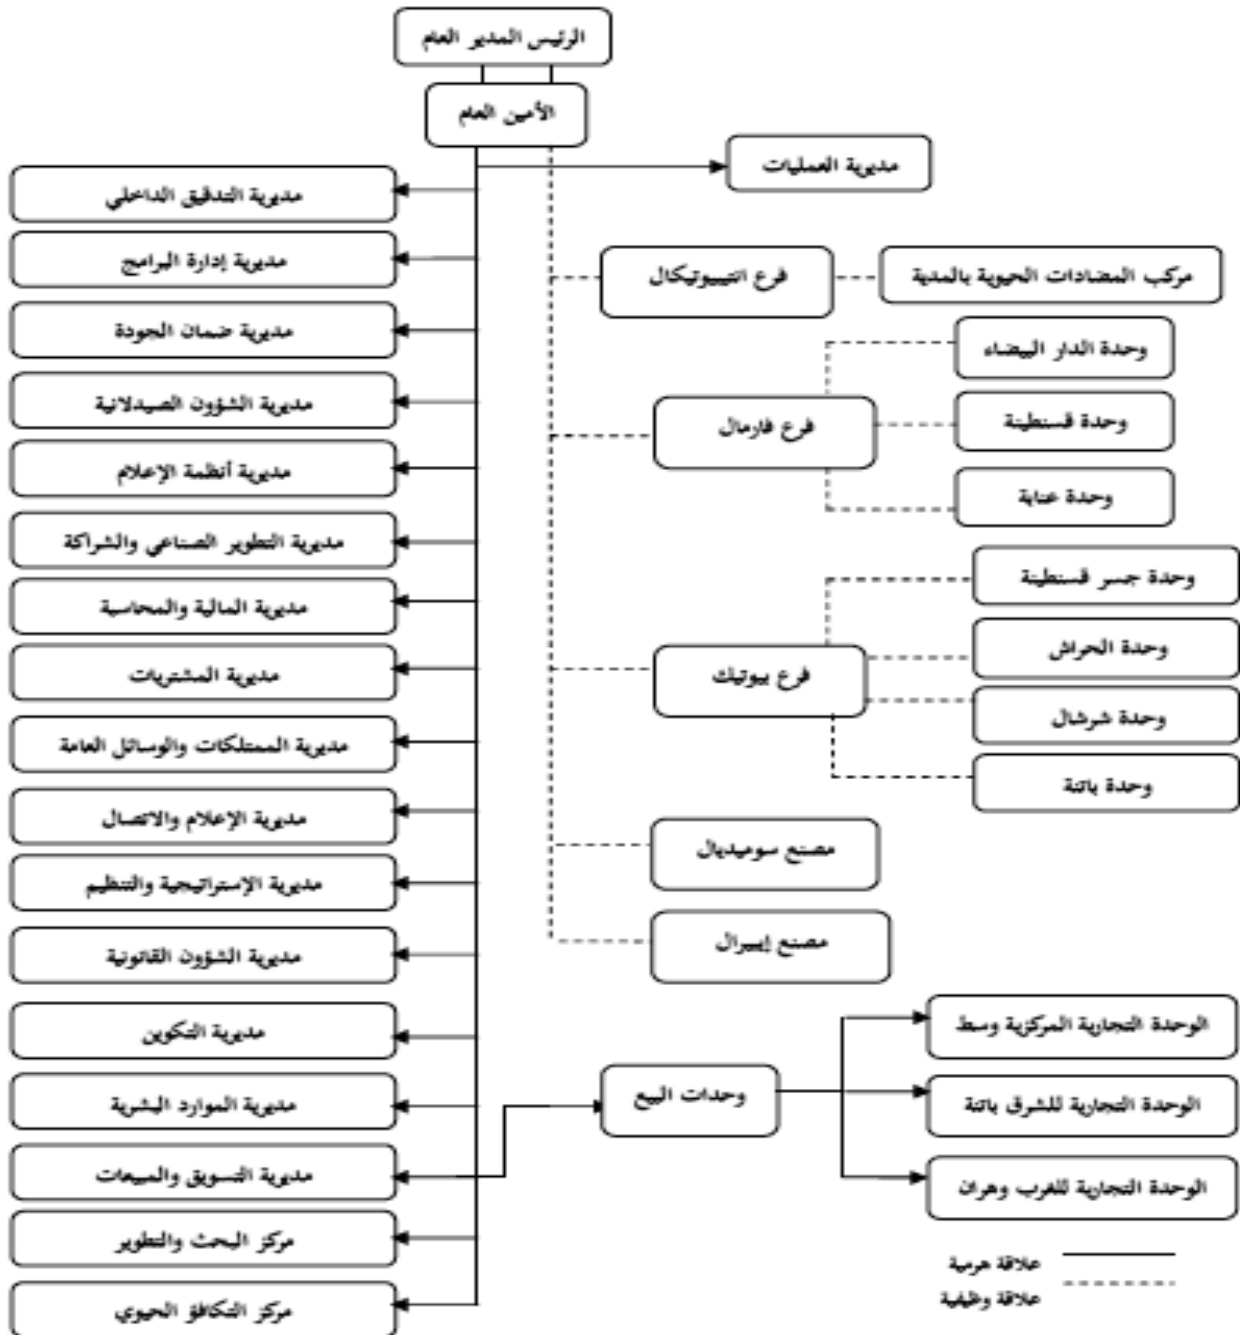 الرئيس المدير العام
الأمين العام
مديرية العمليات
مديرية التدقيق الداخلي
مديرية إدارة البرامج
مديرية ضمان الجودة
مديرية الشؤون الصيدلانية
مديرية أنظمة الإعلام
مديرية التطوير الصناعي والشراكة
مديرية المالية والمحاسبة
مديرية المشتريات
مديرية الممتلكات والوسائل العامة
مديرية الإعلام والاتصال
مديرية الإستراتيجية والتنظيم
مديرية الشؤون القانونية
مديرية التكوين
مديرية الموارد البشرية
مديرية التسويق والمبيعات
مركز البحث والتطوير
مركز التكافؤ الحيوي
فرع انتيبيوتيكال
مركب المضادات الحيوية بالمدية
فرع فارمال
وحدة الدار البيضاء
وحدة قسنطينة
وحدة عنابة
فرع بيوتيك
وحدة جسر قسنطينة
وحدة الحراش
وحدة شرشال
وحدة باتنة
مصنع سوميديال
مصنع إيبيرال
وحدات البيع
الوحدة التجارية المركزية وسط
الوحدة التجارية للشرق باتنة
الوحدة التجارية للغرب وهران
علاقة هرمية
علاقة وظيفية